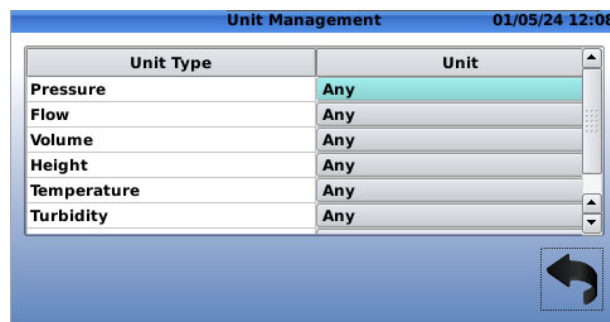 Unit Management 01/05/24 12:08
Unit Type Unit
Pressure Any
Flow Any
Volume Any
Height Any
Temperature Any
Turbidity Any